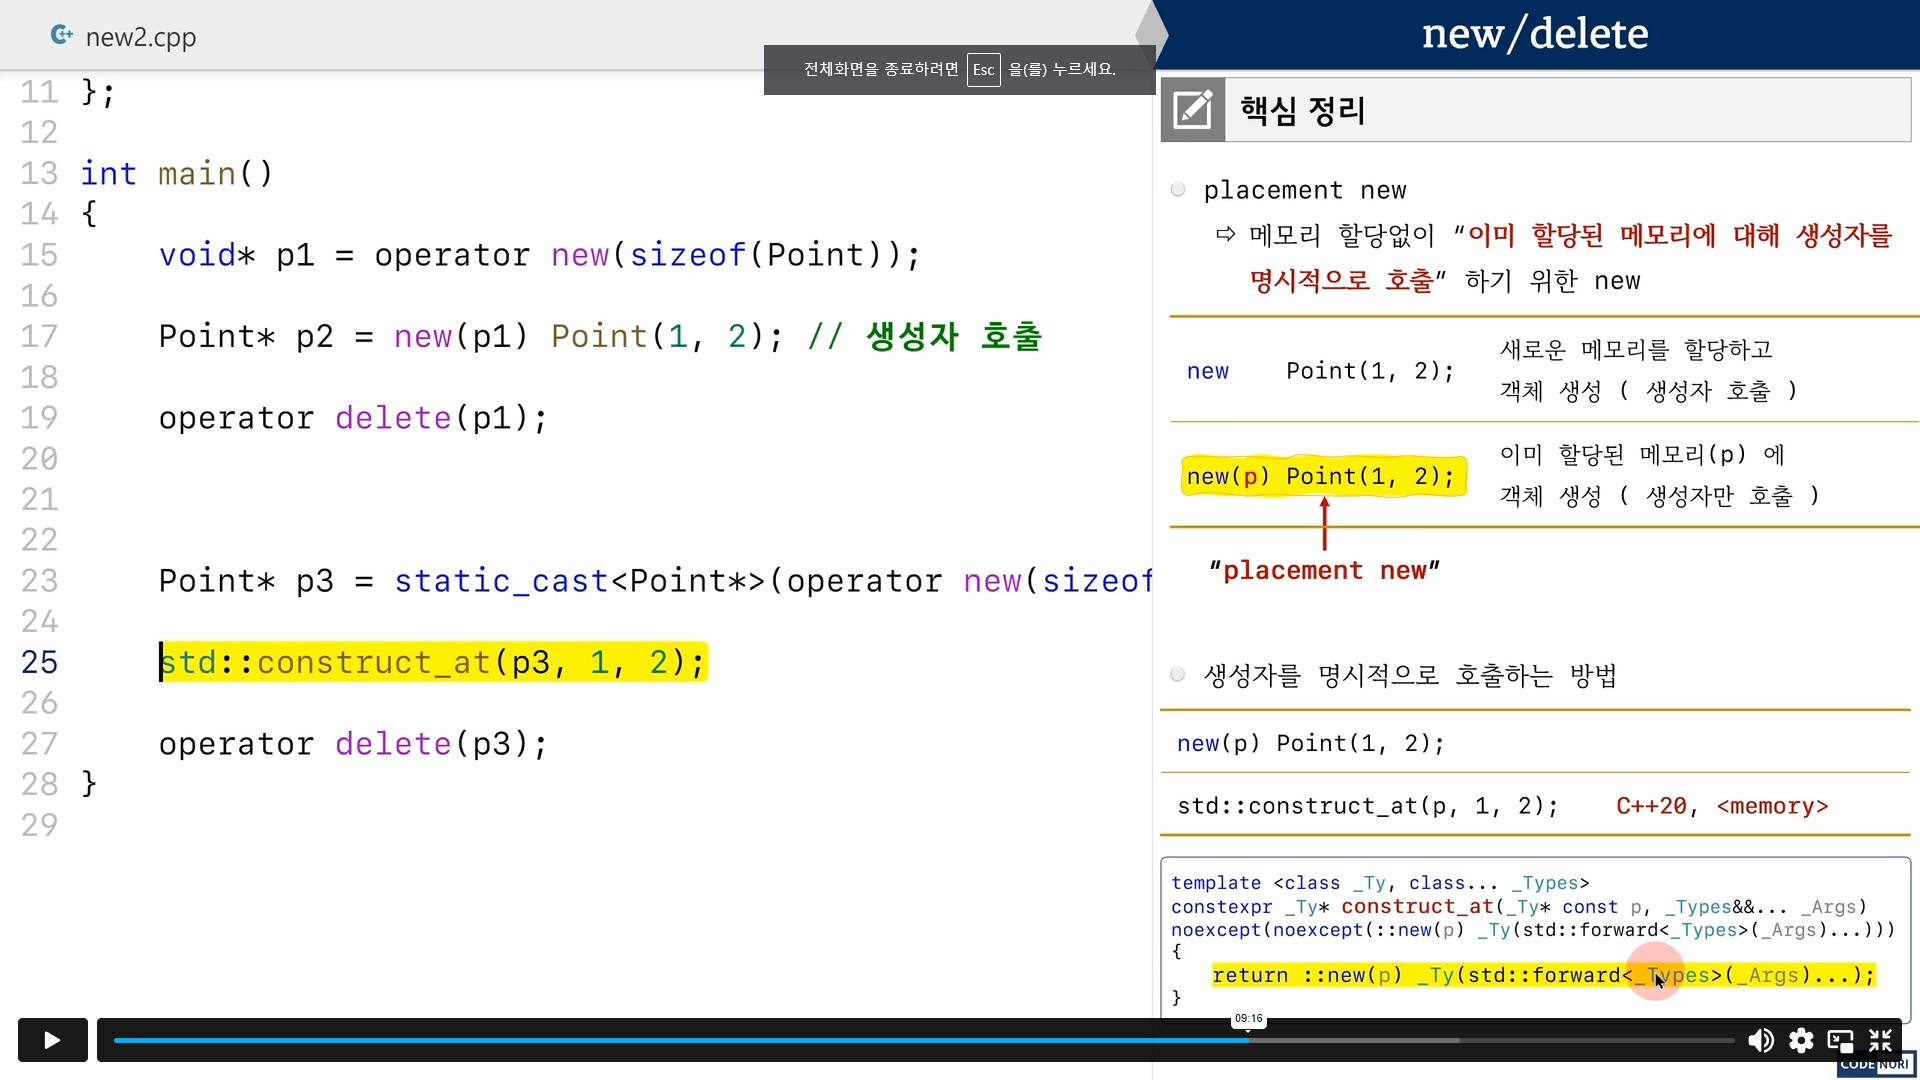 new2.cpp
전체화면을 종료하려면 Esc 을(를) 누르세요.
11 };
12
13 int main()
14 {
15 void* p1 = operator new(sizeof(Point));
16
17 Point* p2 = new(p1) Point(1, 2); // 생성자 호출
18
19 operator delete(p1);
20
21
22
23 Point* p3 = static_cast<Point*>(operator new(sizeof
24
25 std::construct_at(p3, 1, 2);
26
27 operator delete(p3);
28 }
29
new/delete
핵심 정리
placement new
⇨ 메모리 할당없이 “이미 할당된 메모리에 대해 생성자를
명시적으로 호출” 하기 위한 new
new Point(1, 2);
새로운 메모리를 할당하고
객체 생성 ( 생성자 호출 )
new(p) Point(1, 2);
이미 할당된 메모리(p) 에
객체 생성 ( 생성자만 호출 )
“placement new”
생성자를 명시적으로 호출하는 방법
new(p) Point(1, 2);
std::construct_at(p, 1, 2); C++20, <memory>
template <class _Ty, class... _Types>
constexpr _Ty* construct_at(_Ty* const p, _Types&&... _Args)
noexcept(noexcept(::new(p) _Ty(std::forward<_Types>(_Args)...)))
{
return ::new(p) _Ty(std::forward<_Types>(_Args)...);
}
09:16
CODENURI